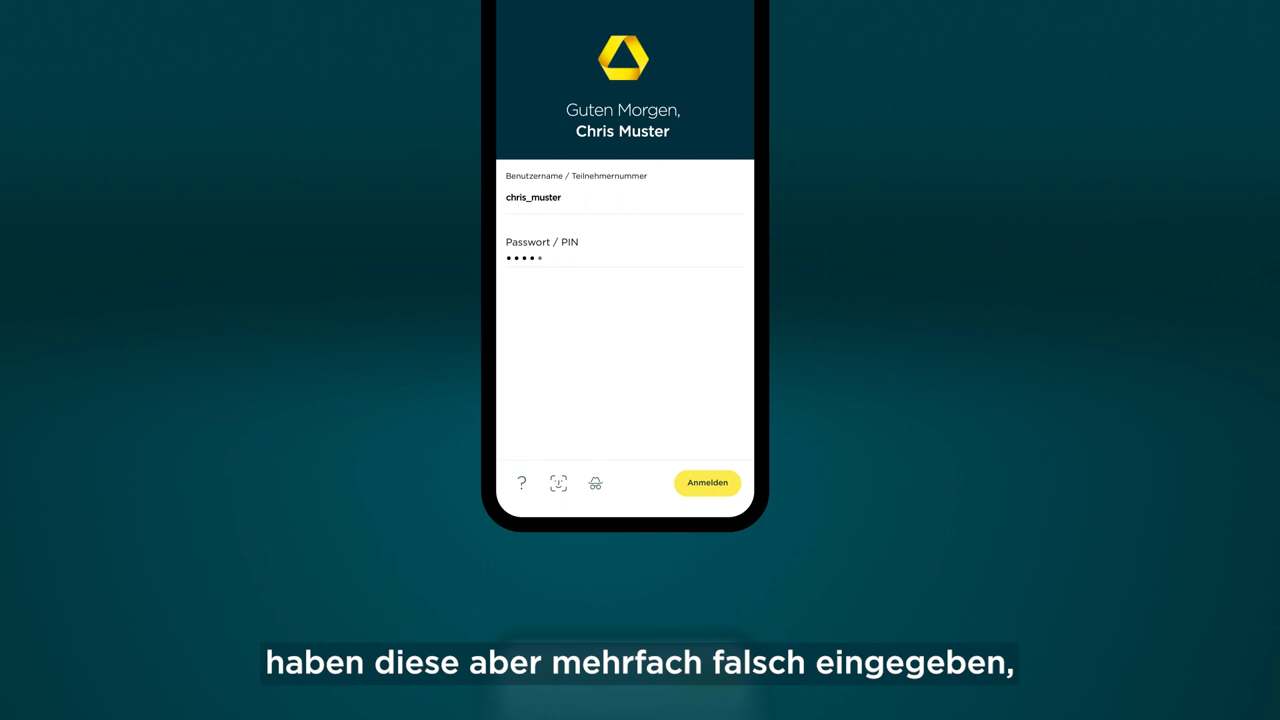 Guten Morgen,
Chris Muster
Benutzername / Teilnehmernummer
chris_muster
Passwort / PIN
?
Anmelden
haben diese aber mehrfach falsch eingegeben,